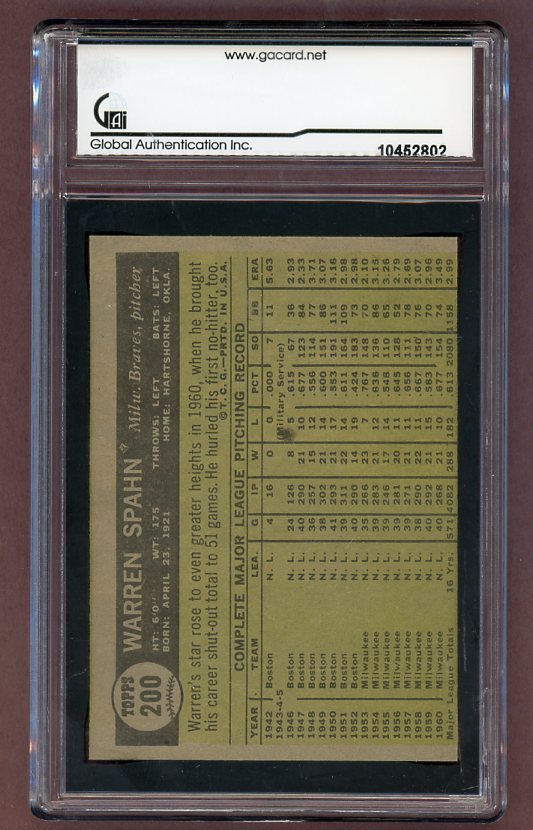 www.gacard.net
GAi
Global Authentication Inc.
10452802
TOPPS
200
WARREN SPAHN Milw. Braves, pitcher
HT: 6'0" WT: 175 THROWS: LEFT BATS: LEFT
BORN: APRIL 23, 1921 HOME: HARTSHORNE, OKLA.
Warren's star rose to even greater heights in 1960, when he brought
his career shut-out total to 51 games. He hurled his first no-hitter, too.
© T.C.G.—PRTD. IN U.S.A.
COMPLETE MAJOR LEAGUE PITCHING RECORD
YEAR TEAM LEA. G IP W L PCT SO BB ERA
1942 Boston N. L. 4 16 0 0 .000 7 11 5.63
1943-4-5 (Military Service)
1946 Boston N. L. 24 126 8 5 .615 67 36 2.93
1947 Boston N. L. 40 290 21 10 .677 123 84 2.33
1948 Boston N. L. 36 257 15 12 .556 114 77 3.71
1949 Boston N. L. 38 302 21 14 .600 151 86 3.07
1950 Boston N. L. 41 293 21 17 .553 191 111 3.16
1951 Boston N. L. 39 311 22 14 .611 164 109 2.98
1952 Boston N. L. 40 290 14 19 .424 183 73 2.98
1953 Milwaukee N. L. 35 266 23 7 .767 148 70 2.10
1954 Milwaukee N. L. 39 283 21 12 .636 136 86 3.15
1955 Milwaukee N. L. 39 246 17 14 .548 110 65 3.26
1956 Milwaukee N. L. 39 281 20 11 .645 128 52 2.79
1957 Milwaukee N. L. 39 271 21 11 .656 111 78 2.69
1958 Milwaukee N. L. 38 290 22 11 .667 150 76 3.07
1959 Milwaukee N. L. 40 292 21 15 .583 143 70 2.96
1960 Milwaukee N. L. 40 268 21 10 .677 154 74 3.49
Major League Totals 16 Yrs. 571 4082 288 182 .613 2080 1158 2.99